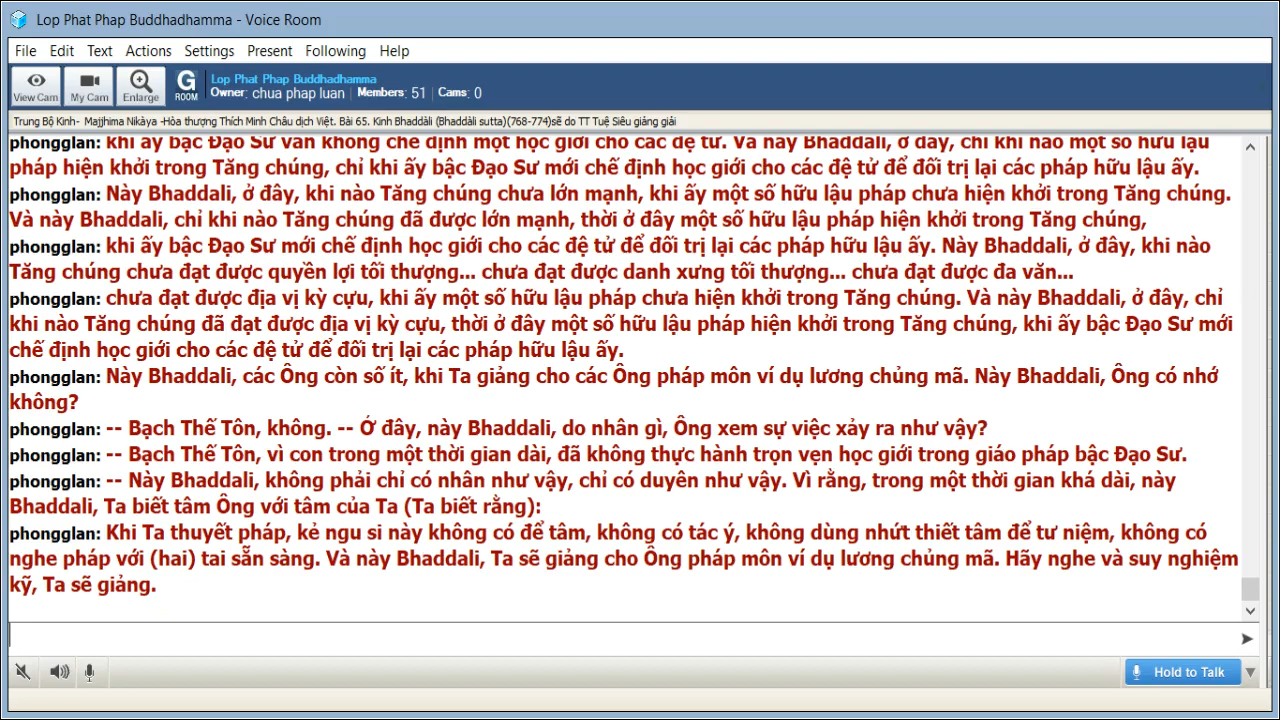 Lop Phat Phap Buddhadhamma - Voice Room
File Edit Text Actions Settings Present Following Help
View Cam My Cam Enlarge G ROOM
Lop Phat Phap Buddhadhamma
Owner: chua phap luan Members: 51 Cams: 0
Trung Bộ Kinh- Majjhima Nikàya -Hòa thượng Thích Minh Châu dịch Việt. Bài 65. Kinh Bhaddàli (Bhaddàli sutta)(768-774)sẽ do TT Tuệ Siêu giảng giải
phongglan: khi ấy bậc Đạo Sư vẫn không chế định một học giới cho các đệ tử. Và này Bhaddali, ở đây, chỉ khi nào một số hữu lậu
pháp hiện khởi trong Tăng chúng, chỉ khi ấy bậc Đạo Sư mới chế định học giới cho các đệ tử để đối trị lại các pháp hữu lậu ấy.
phongglan: Này Bhaddali, ở đây, khi nào Tăng chúng chưa lớn mạnh, khi ấy một số hữu lậu pháp chưa hiện khởi trong Tăng chúng.
Và này Bhaddali, chỉ khi nào Tăng chúng đã được lớn mạnh, thời ở đây một số hữu lậu pháp hiện khởi trong Tăng chúng,
phongglan: khi ấy bậc Đạo Sư mới chế định học giới cho các đệ tử để đối trị lại các pháp hữu lậu ấy. Này Bhaddali, ở đây, khi nào
Tăng chúng chưa đạt được quyền lợi tối thượng... chưa đạt được danh xưng tối thượng... chưa đạt được đa văn...
phongglan: chưa đạt được địa vị kỳ cựu, khi ấy một số hữu lậu pháp chưa hiện khởi trong Tăng chúng. Và này Bhaddali, ở đây, chỉ
khi nào Tăng chúng đã đạt được địa vị kỳ cựu, thời ở đây một số hữu lậu pháp hiện khởi trong Tăng chúng, khi ấy bậc Đạo Sư mới
chế định học giới cho các đệ tử để đối trị lại các pháp hữu lậu ấy.
phongglan: Này Bhaddali, các Ông còn số ít, khi Ta giảng cho các Ông pháp môn ví dụ lương chủng mã. Này Bhaddali, Ông có nhớ
không?
phongglan: -- Bạch Thế Tôn, không. -- Ở đây, này Bhaddali, do nhân gì, Ông xem sự việc xảy ra như vậy?
phongglan: -- Bạch Thế Tôn, vì con trong một thời gian dài, đã không thực hành trọn vẹn học giới trong giáo pháp bậc Đạo Sư.
phongglan: -- Này Bhaddali, không phải chỉ có nhân như vậy, chỉ có duyên như vậy. Vì rằng, trong một thời gian khá dài, này
Bhaddali, Ta biết tâm Ông với tâm của Ta (Ta biết rằng):
phongglan: Khi Ta thuyết pháp, kẻ ngu si này không có để tâm, không có tác ý, không dùng nhứt thiết tâm để tư niệm, không có
nghe pháp với (hai) tai sẵn sàng. Và này Bhaddali, Ta sẽ giảng cho Ông pháp môn ví dụ lương chủng mã. Hãy nghe và suy nghiệm
kỹ, Ta sẽ giảng.
Hold to Talk